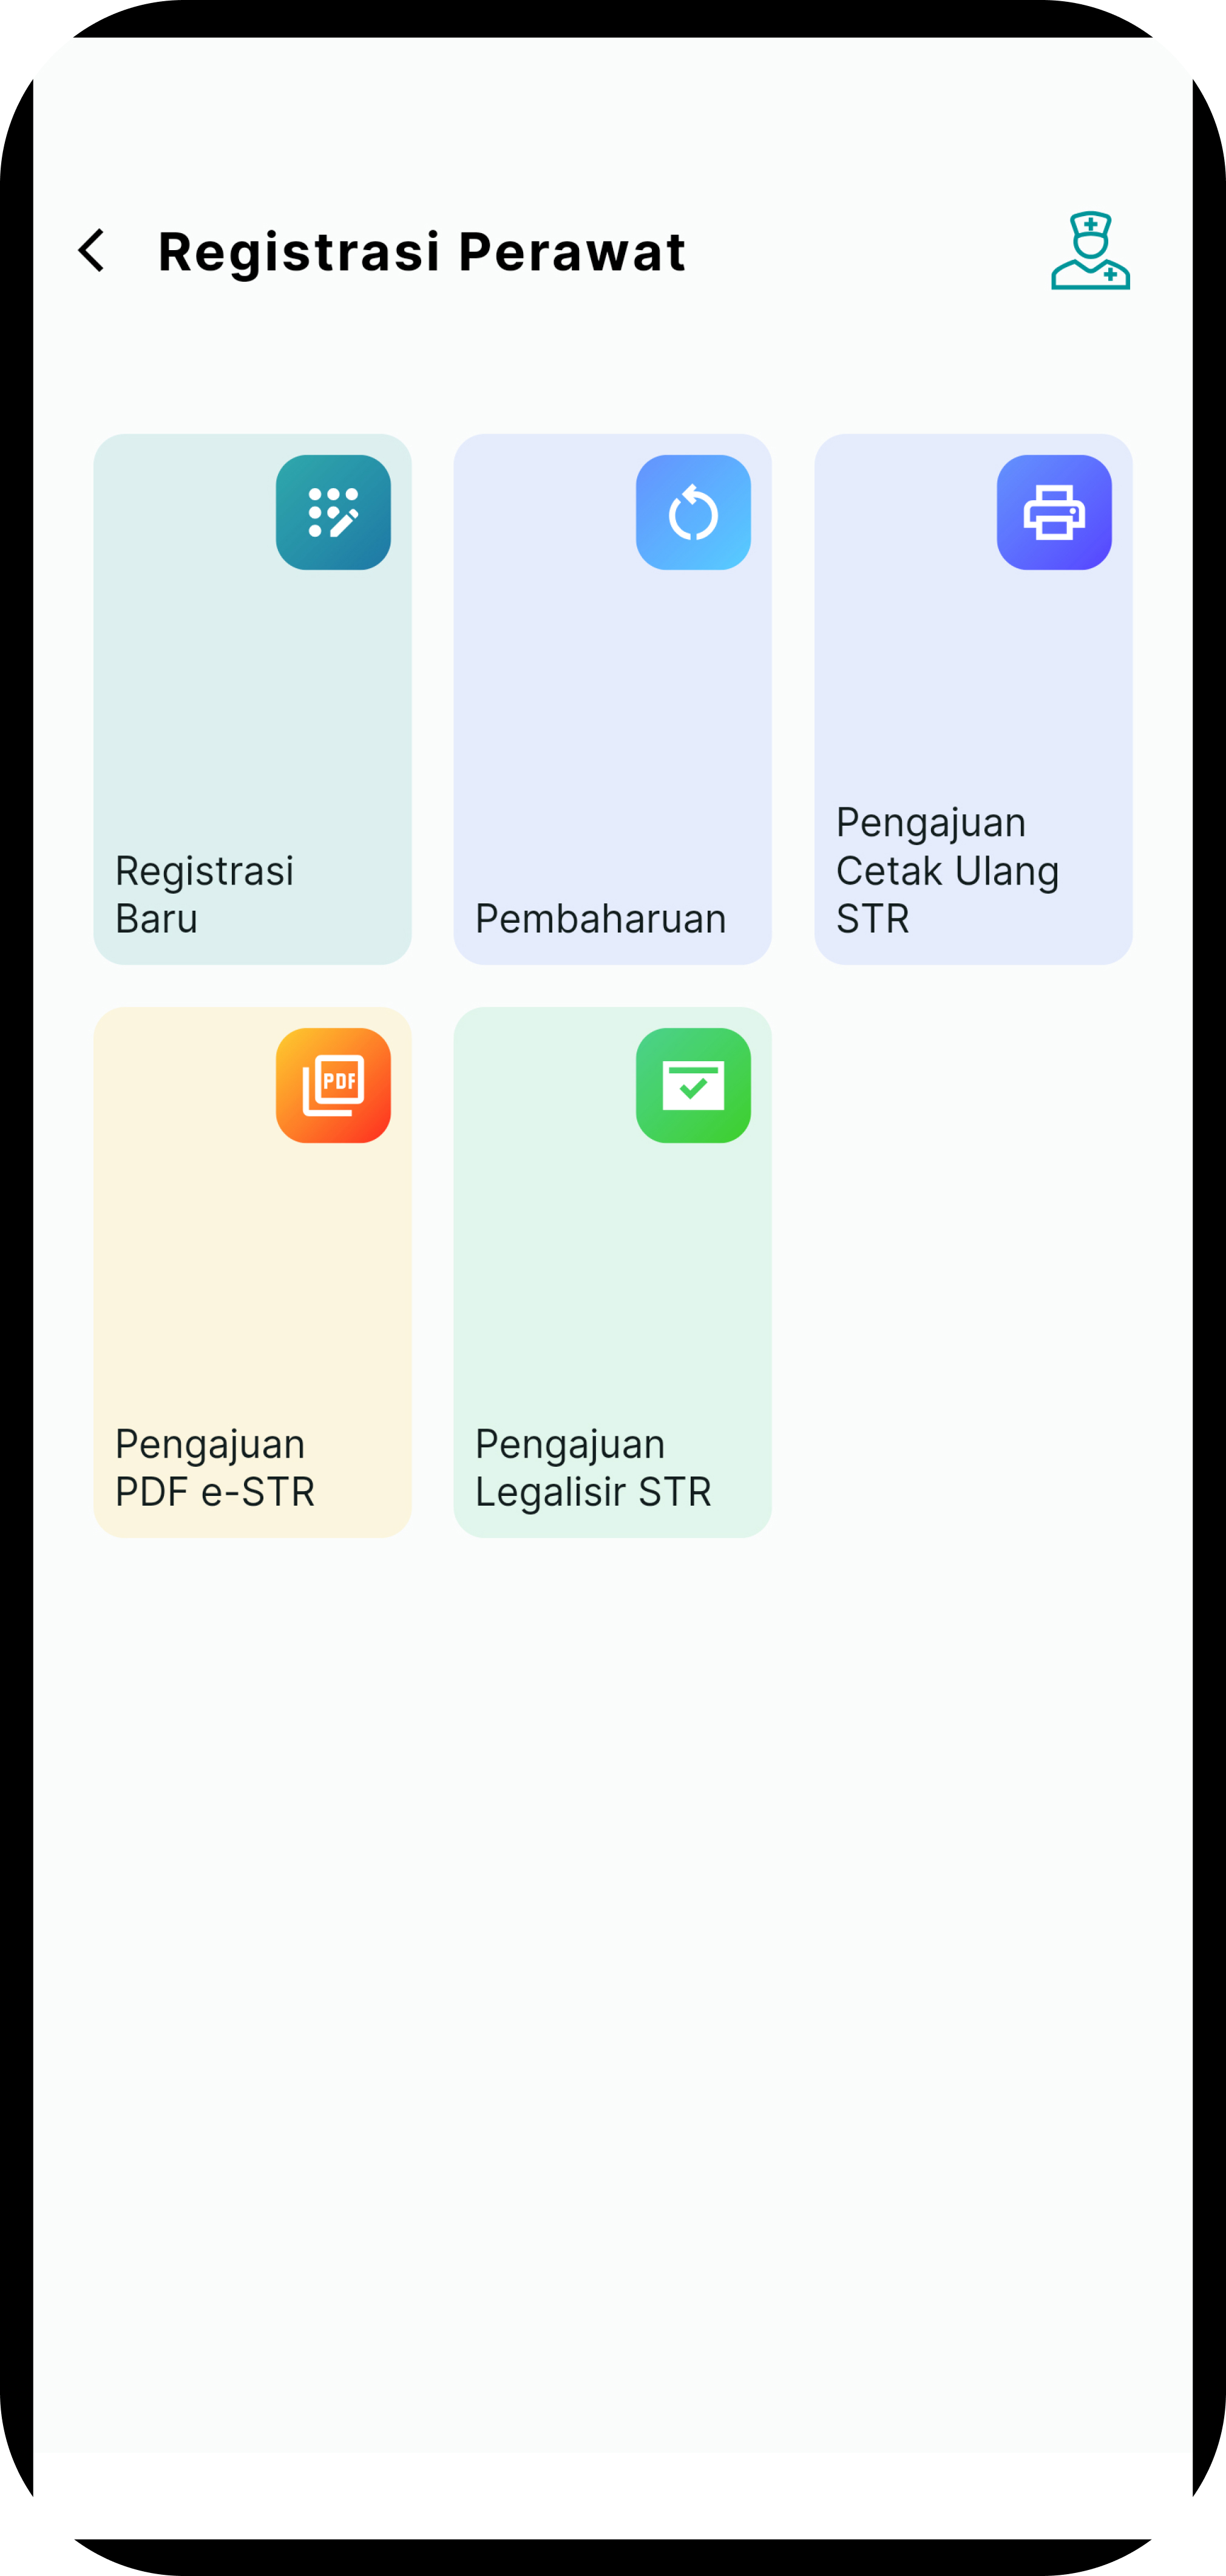 Registrasi Perawat
Registrasi
Baru
Pembaharuan
Pengajuan
Cetak Ulang
STR
PDF
Pengajuan
PDF e-STR
Pengajuan
Legalisir STR